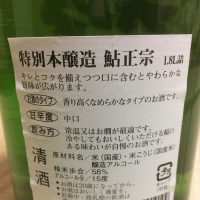 特別本醸造 鮎正宗 1.8L詰
キレとコクを備えつつ口に含むとやわらかな
旨味が広がります。
お酒のタイプ 香り高くなめらかなタイプのお酒です。
甘辛度 中口
飲み方 常温又はお燗が最適です。
冷やしてもおいしくいただける幅の
ある味わいが自慢のお酒です。
清酒
原材料名／米(国産)・米こうじ(国産米)
醸造アルコール
精米歩合／58%
アルコール分／15度